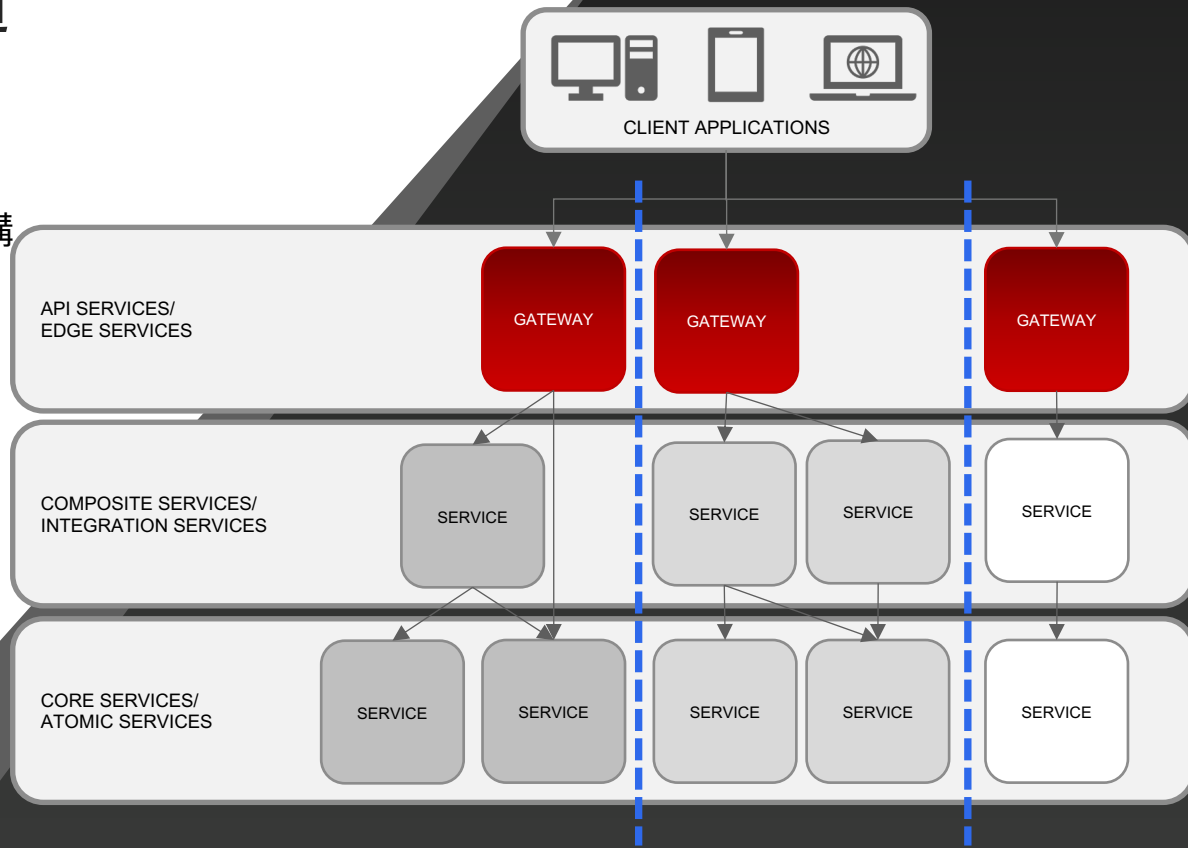 CLIENT APPLICATIONS
構
API SERVICES/
EDGE SERVICES
GATEWAY
GATEWAY
GATEWAY
COMPOSITE SERVICES/
INTEGRATION SERVICES
SERVICE
SERVICE
SERVICE
SERVICE
CORE SERVICES/
ATOMIC SERVICES
SERVICE
SERVICE
SERVICE
SERVICE
SERVICE